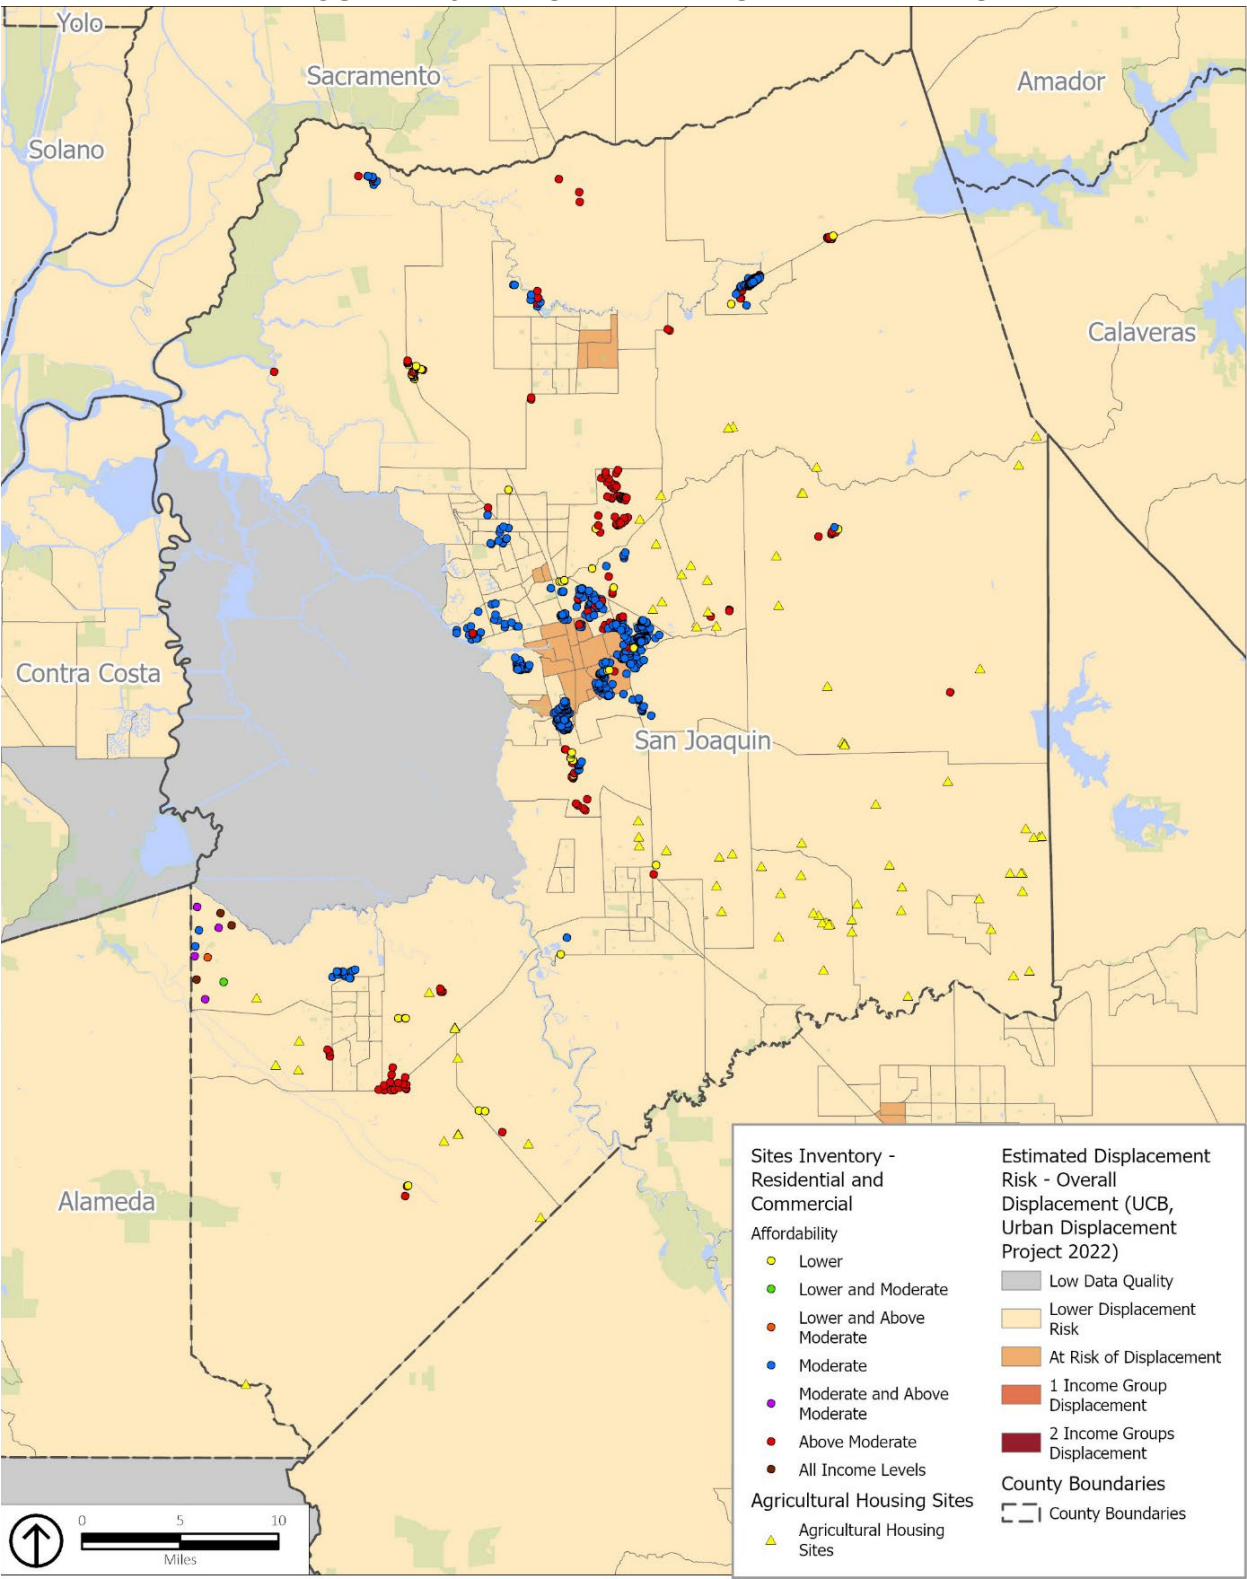 Yolo
Sacramento
Amador
Solano
Calaveras
Contra Costa
San Joaquin
Alameda
Sites Inventory -
Residential and
Commercial
Affordability
Lower
Lower and Moderate
Lower and Above
Moderate
Moderate
Moderate and Above
Moderate
Above Moderate
All Income Levels
Agricultural Housing Sites
Agricultural Housing
Sites
Estimated Displacement
Risk - Overall
Displacement (UCB,
Urban Displacement
Project 2022)
Low Data Quality
Lower Displacement
Risk
At Risk of Displacement
1 Income Group
Displacement
2 Income Groups
Displacement
County Boundaries
County Boundaries
0 5 10
Miles